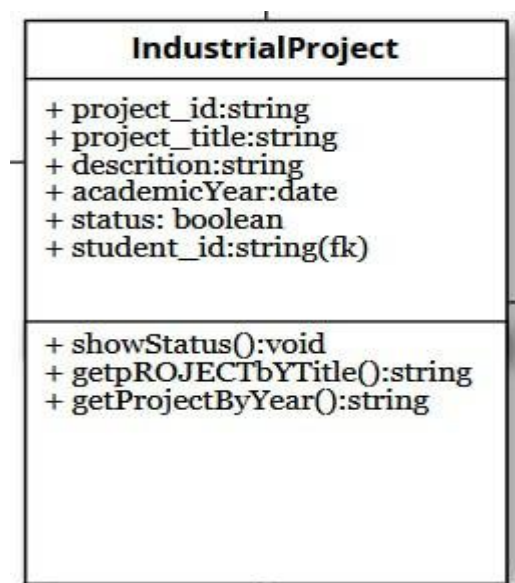 IndustrialProject
+ project_id:string
+ project_title:string
+ descrition:string
+ academicYear:date
+ status: boolean
+ student_id:string(fk)
+ showStatus():void
+ getpROJECTbYTitle():string
+ getProjectByYear():string